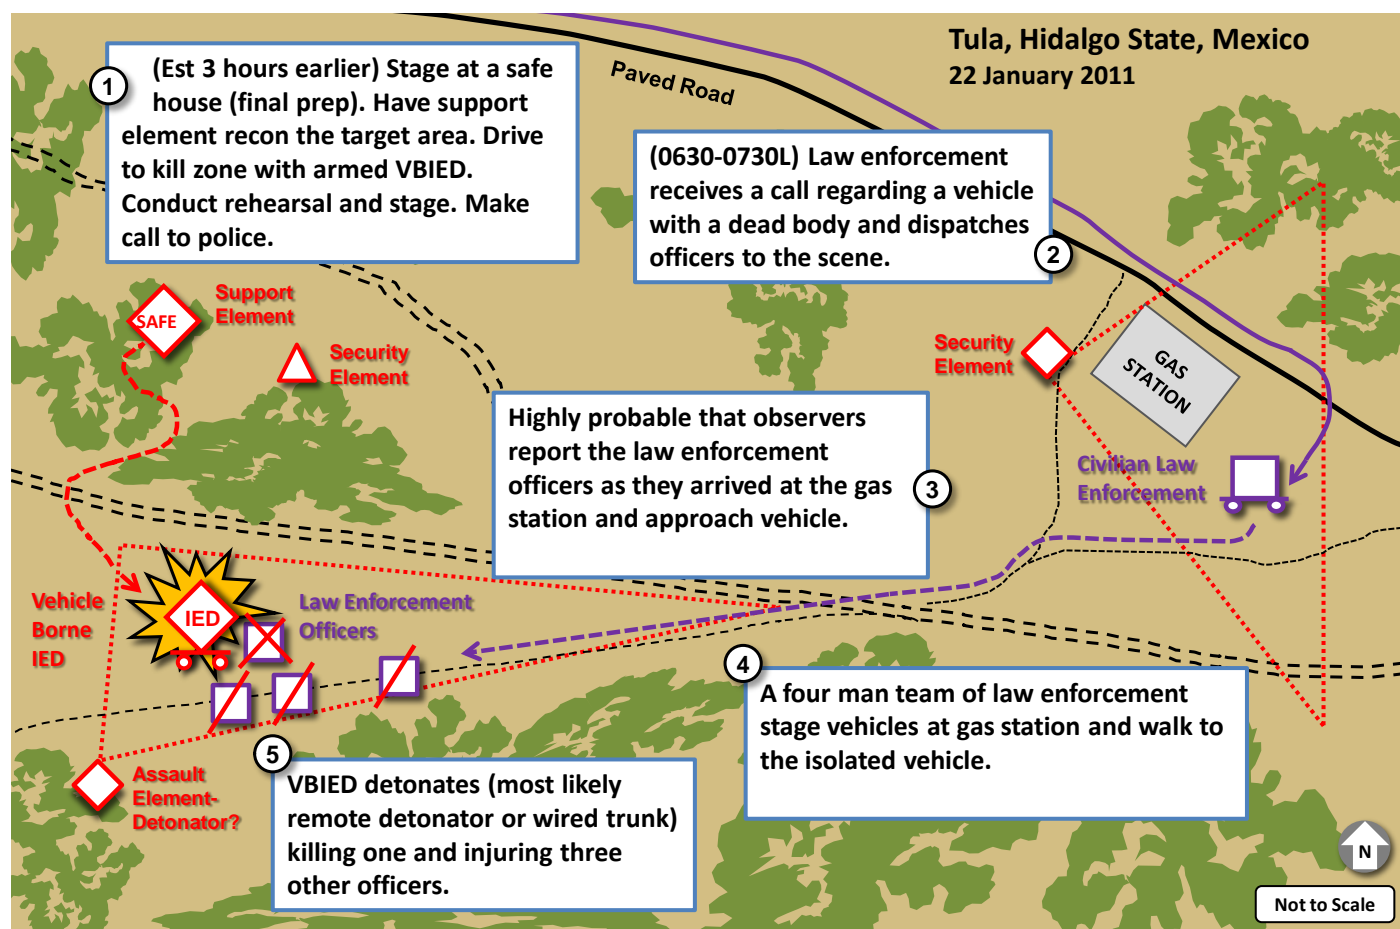 Tula, Hidalgo State, Mexico
22 January 2011
Paved Road
1
(Est 3 hours earlier) Stage at a safe
house (final prep). Have support
element recon the target area. Drive
to kill zone with armed VBIED.
Conduct rehearsal and stage. Make
call to police.
(0630-0730L) Law enforcement
receives a call regarding a vehicle
with a dead body and dispatches
officers to the scene.
2
SAFE
Support
Element
Security
Element
Security
Element
GAS
STATION
Highly probable that observers
report the law enforcement
officers as they arrived at the gas
station and approach vehicle.
3
Civilian Law
Enforcement
Vehicle
Borne
IED
IED
Law Enforcement
Officers
4
A four man team of law enforcement
stage vehicles at gas station and walk to
the isolated vehicle.
5
VBIED detonates (most likely
remote detonator or wired trunk)
killing one and injuring three
other officers.
Assault
Element-
Detonator?
N
Not to Scale